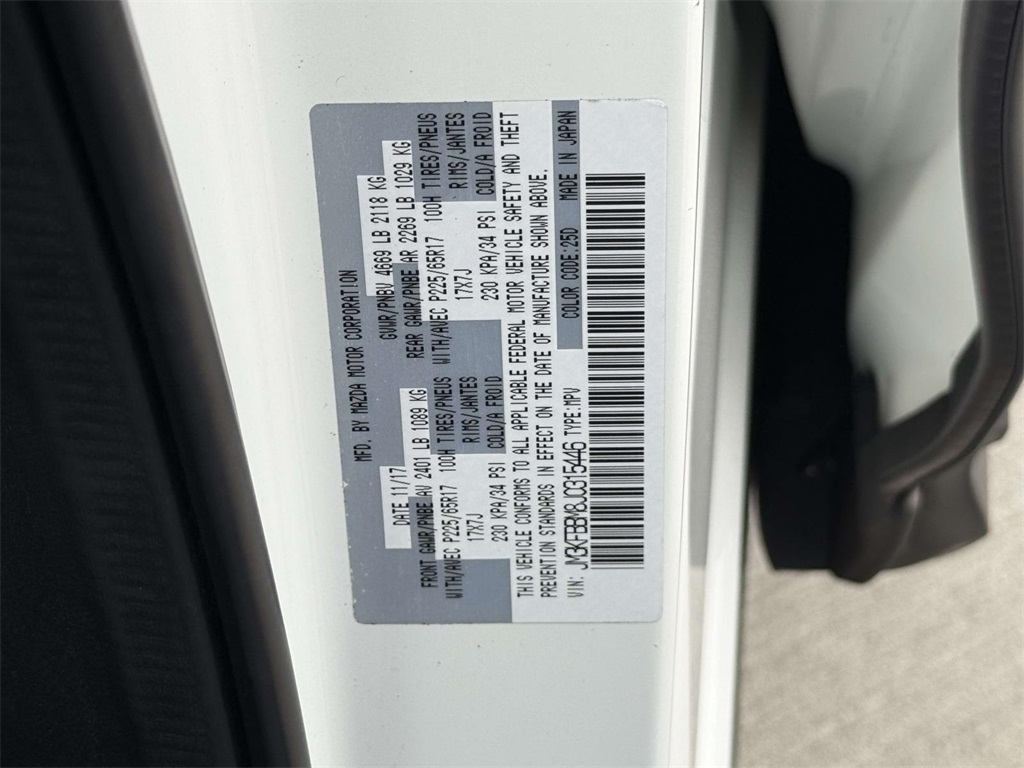 MFD. BY MAZDA MOTOR CORPORATION
DATE 11/17 GVWR/PNBV 4669 LB 2118 KG
FRONT GAWR/PNBE AV 2401 LB 1089 KG REAR GAWR/PNBE AR 2269 LB 1029 KG
WITH/AVEC P225/65R17 100H TIRES/PNEUS WITH/AVEC P225/65R17 100H TIRES/PNEUS
17X7J RIMS/JANTES 17X7J RIMS/JANTES
230 KPA/34 PSI COLD/A FROID 230 KPA/34 PSI COLD/A FROID
THIS VEHICLE CONFORMS TO ALL APPLICABLE FEDERAL MOTOR VEHICLE SAFETY AND THEFT
PREVENTION STANDARDS IN EFFECT ON THE DATE OF MANUFACTURE SHOWN ABOVE.
VIN: JM3KFBBM8J0315446 TYPE:MPV COLOR CODE:25D MADE IN JAPAN